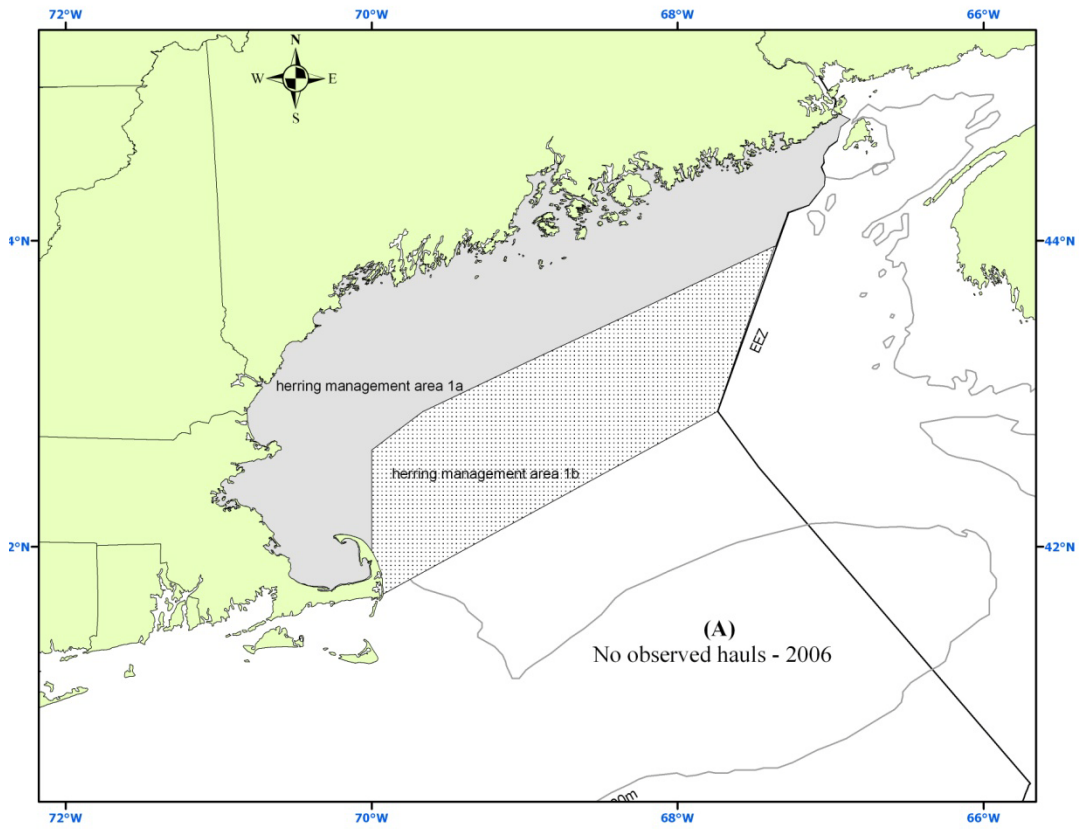 72°W 70°W 68°W 66°W
N
W E
S
4°N 44°N
EEZ
herring management area 1a
herring management area 1b
2°N 42°N
(A)
No observed hauls - 2006
00m
72°W 70°W 68°W 66°W